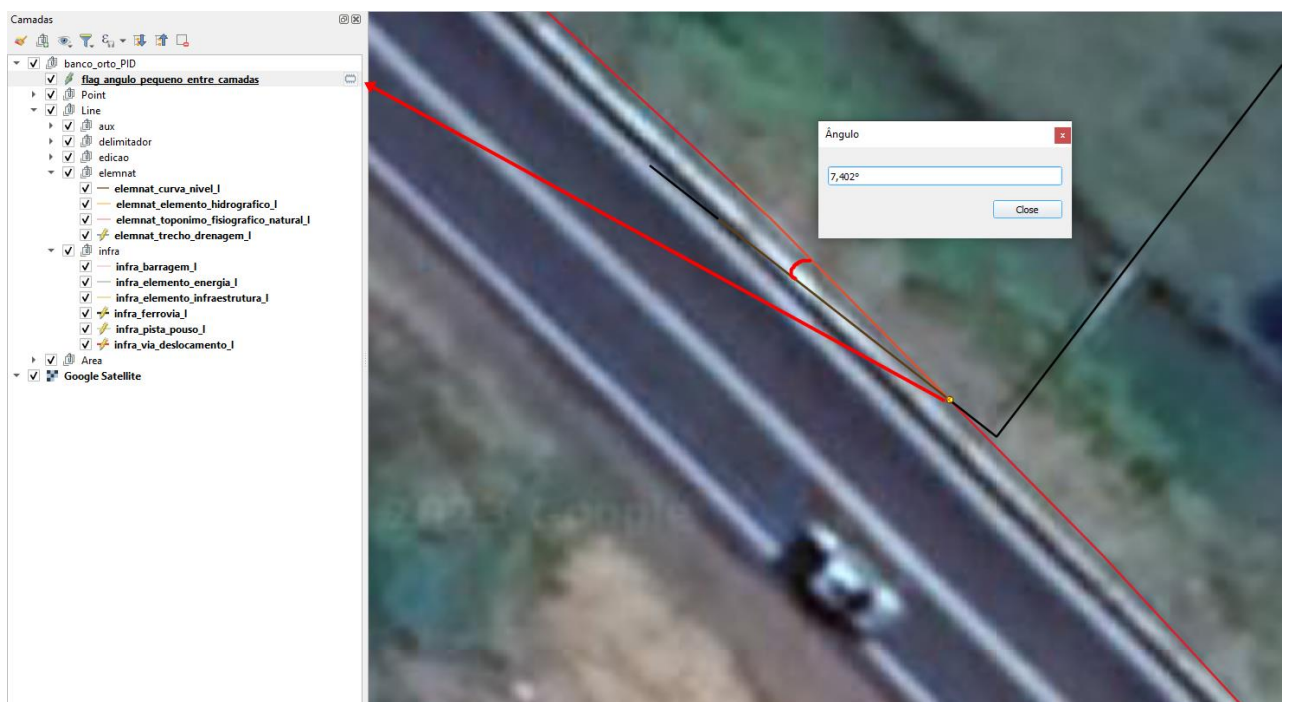 Camadas
banco_orto_PID
flag_angulo_pequeno_entre_camadas
Point
Line
aux
delimitador
edicao
elemnat
elemnat_curva_nivel_l
elemnat_elemento_hidrografico_l
elemnat_toponimo_fisiografico_natural_l
elemnat_trecho_drenagem_l
infra
infra_barragem_l
infra_elemento_energia_l
infra_elemento_infraestrutura_l
infra_ferrovia_l
infra_pista_pouso_l
infra_via_deslocamento_l
Area
Google Satellite
Ângulo
7,402°
Close